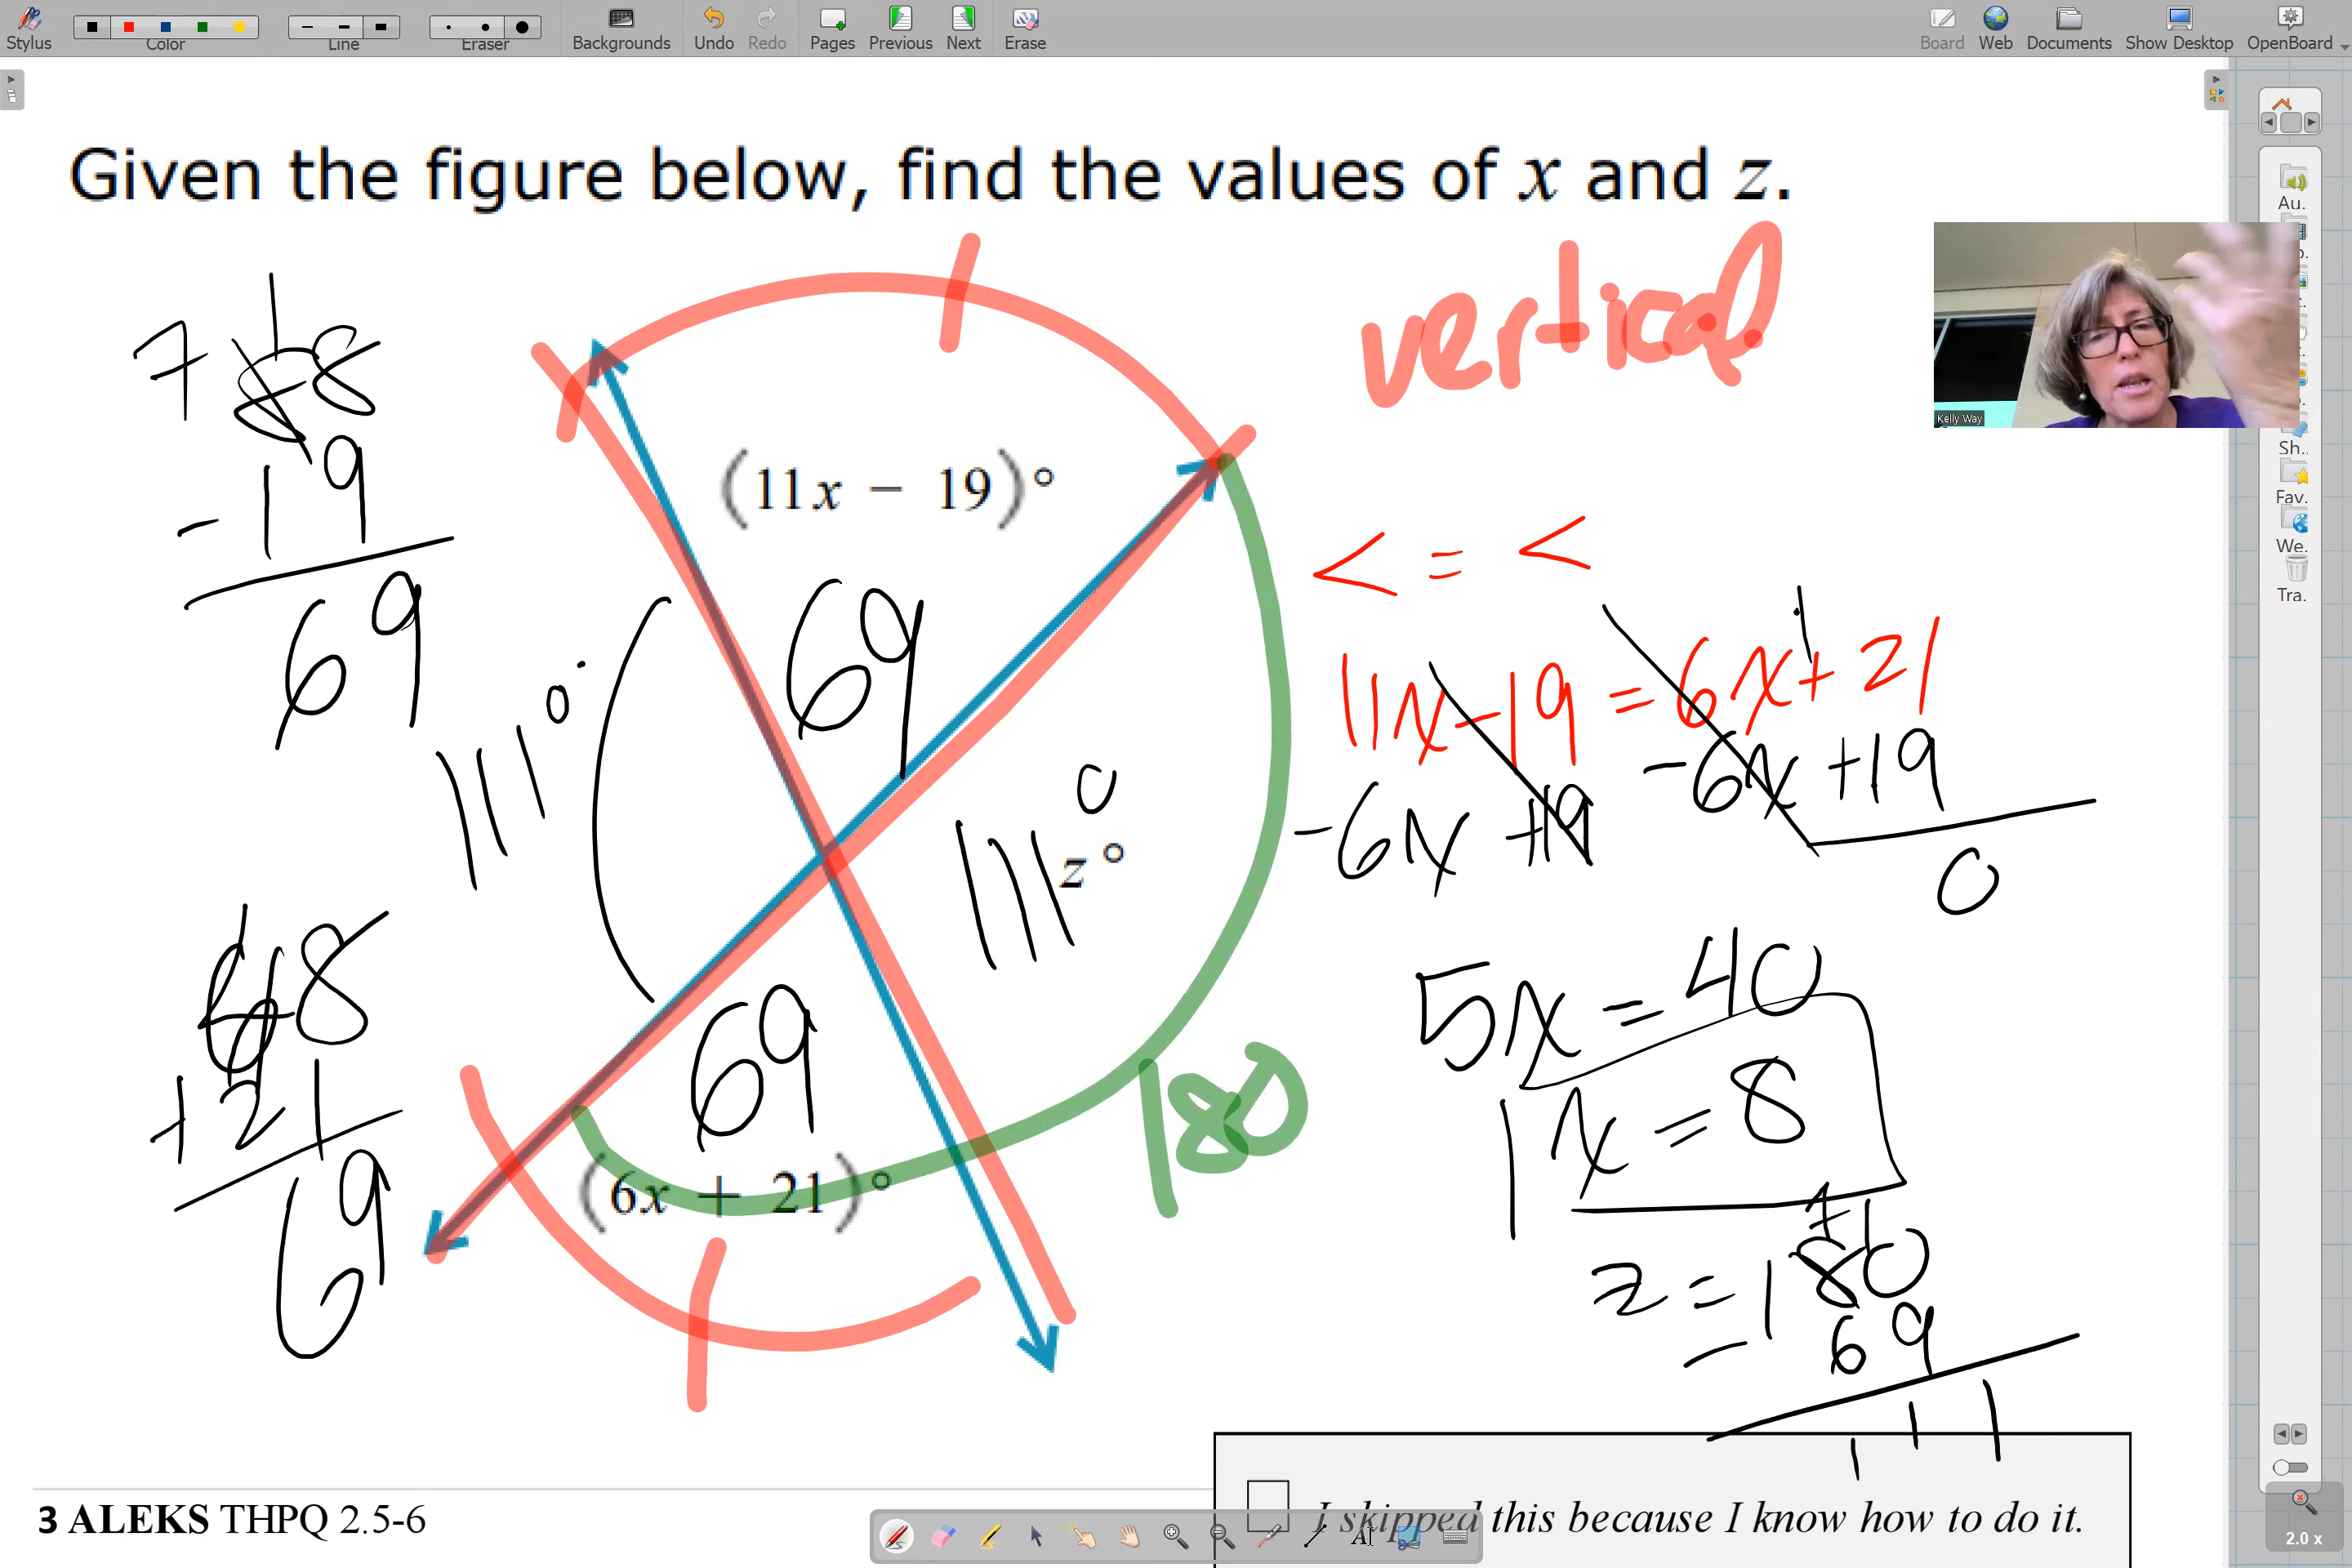 Stylus Color Line Eraser Backgrounds Undo Redo Pages Previous Next Erase Board Web Documents Show Desktop OpenBoard
Given the figure below, find the values of x and z.
vertical
Kelly Way
Au.
Sh..
Fav.
We.
Tra.
7 1
88
- 19
69
(11x − 19)°
69
111°
111°
z°
69
(6x + 21)°
180
48
+ 21
69
< = <
11x - 19 = 6x + 21
-6x +19 -6x +19
0
5x = 40
x = 8
z = 180
- 69
111
3 ALEKS THPQ 2.5-6
I skipped this because I know how to do it.
2.0 x